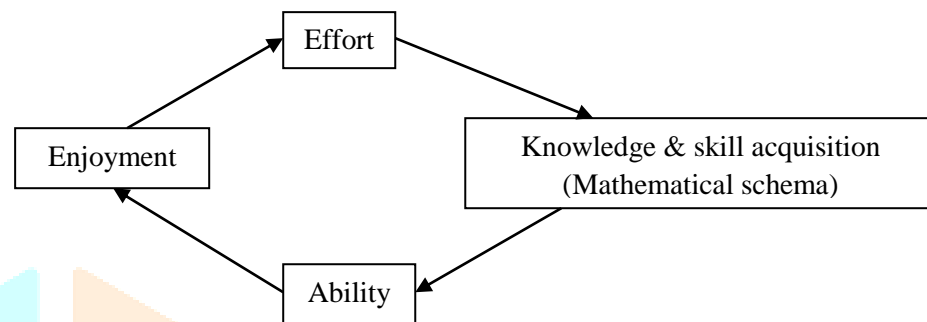 Effort
Enjoyment
Knowledge & skill acquisition
(Mathematical schema)
Ability